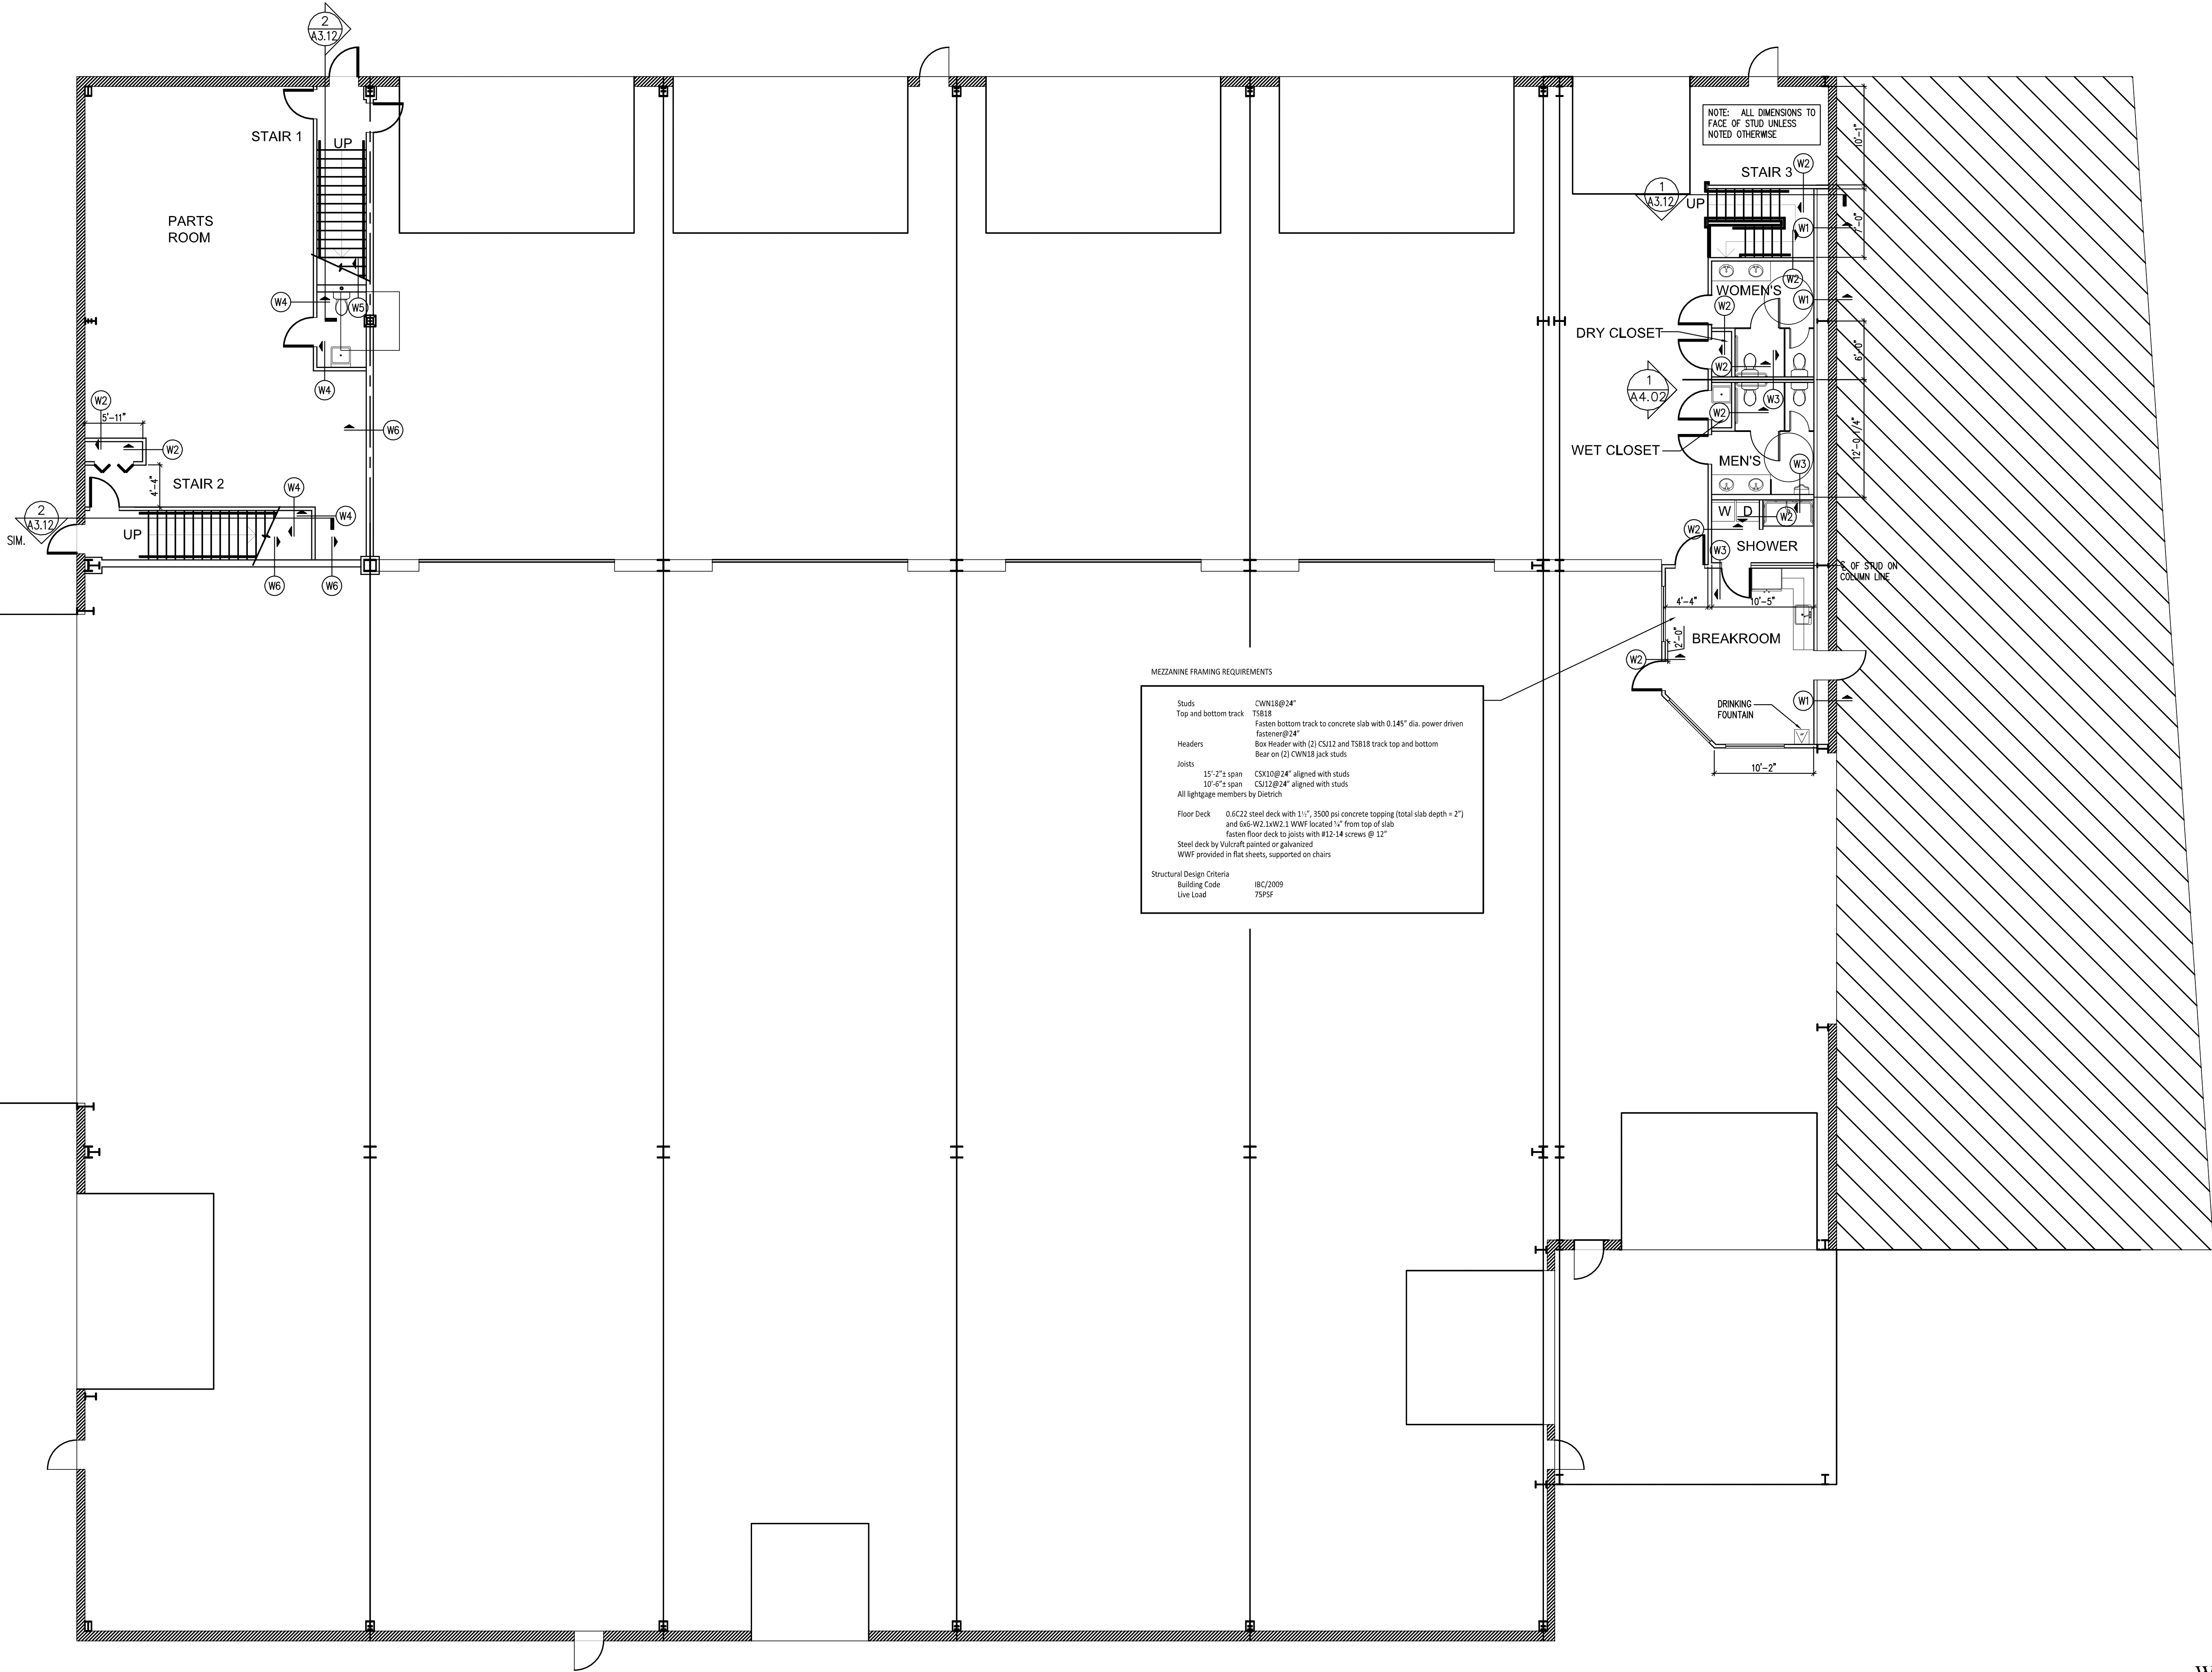 2
A3.12
NOTE: ALL DIMENSIONS TO
FACE OF STUD UNLESS
NOTED OTHERWISE
10'-1"
STAIR 1
UP
STAIR 3
W2
1
A3.12
UP
W1
7'-0"
PARTS
ROOM
W2
WOMEN'S
W4
W5
W2
W1
DRY CLOSET
6'-0"
W2
W4
1
A4.02
W2
W3
W2
5'-11"
W6
W2
WET CLOSET
MEN'S
W3
12'-0 1/4"
4'-4"
STAIR 2
W4
2
A3.12
SIM.
UP
W4
W D
W2
W2
W3
SHOWER
W6
W6
℄ OF STUD ON
COLUMN LINE
4'-4"
10'-5"
2'-0"
BREAKROOM
W2
W1
DRINKING
FOUNTAIN
10'-2"
MEZZANINE FRAMING REQUIREMENTS
Studs CWN18@24"
Top and bottom track TSB18
Fasten bottom track to concrete slab with 0.145" dia. power driven
fastener@24"
Headers Box Header with (2) CSJ12 and TSB18 track top and bottom
Bear on (2) CWN18 jack studs
Joists
15'-2"± span CSX10@24" aligned with studs
10'-6"± span CSJ12@24" aligned with studs
All lightgage members by Dietrich
Floor Deck 0.6C22 steel deck with 1½", 3500 psi concrete topping (total slab depth = 2")
and 6x6-W2.1xW2.1 WWF located ¾" from top of slab
fasten floor deck to joists with #12-14 screws @ 12"
Steel deck by Vulcraft painted or galvanized
WWF provided in flat sheets, supported on chairs
Structural Design Criteria
Building Code IBC/2009
Live Load 75PSF